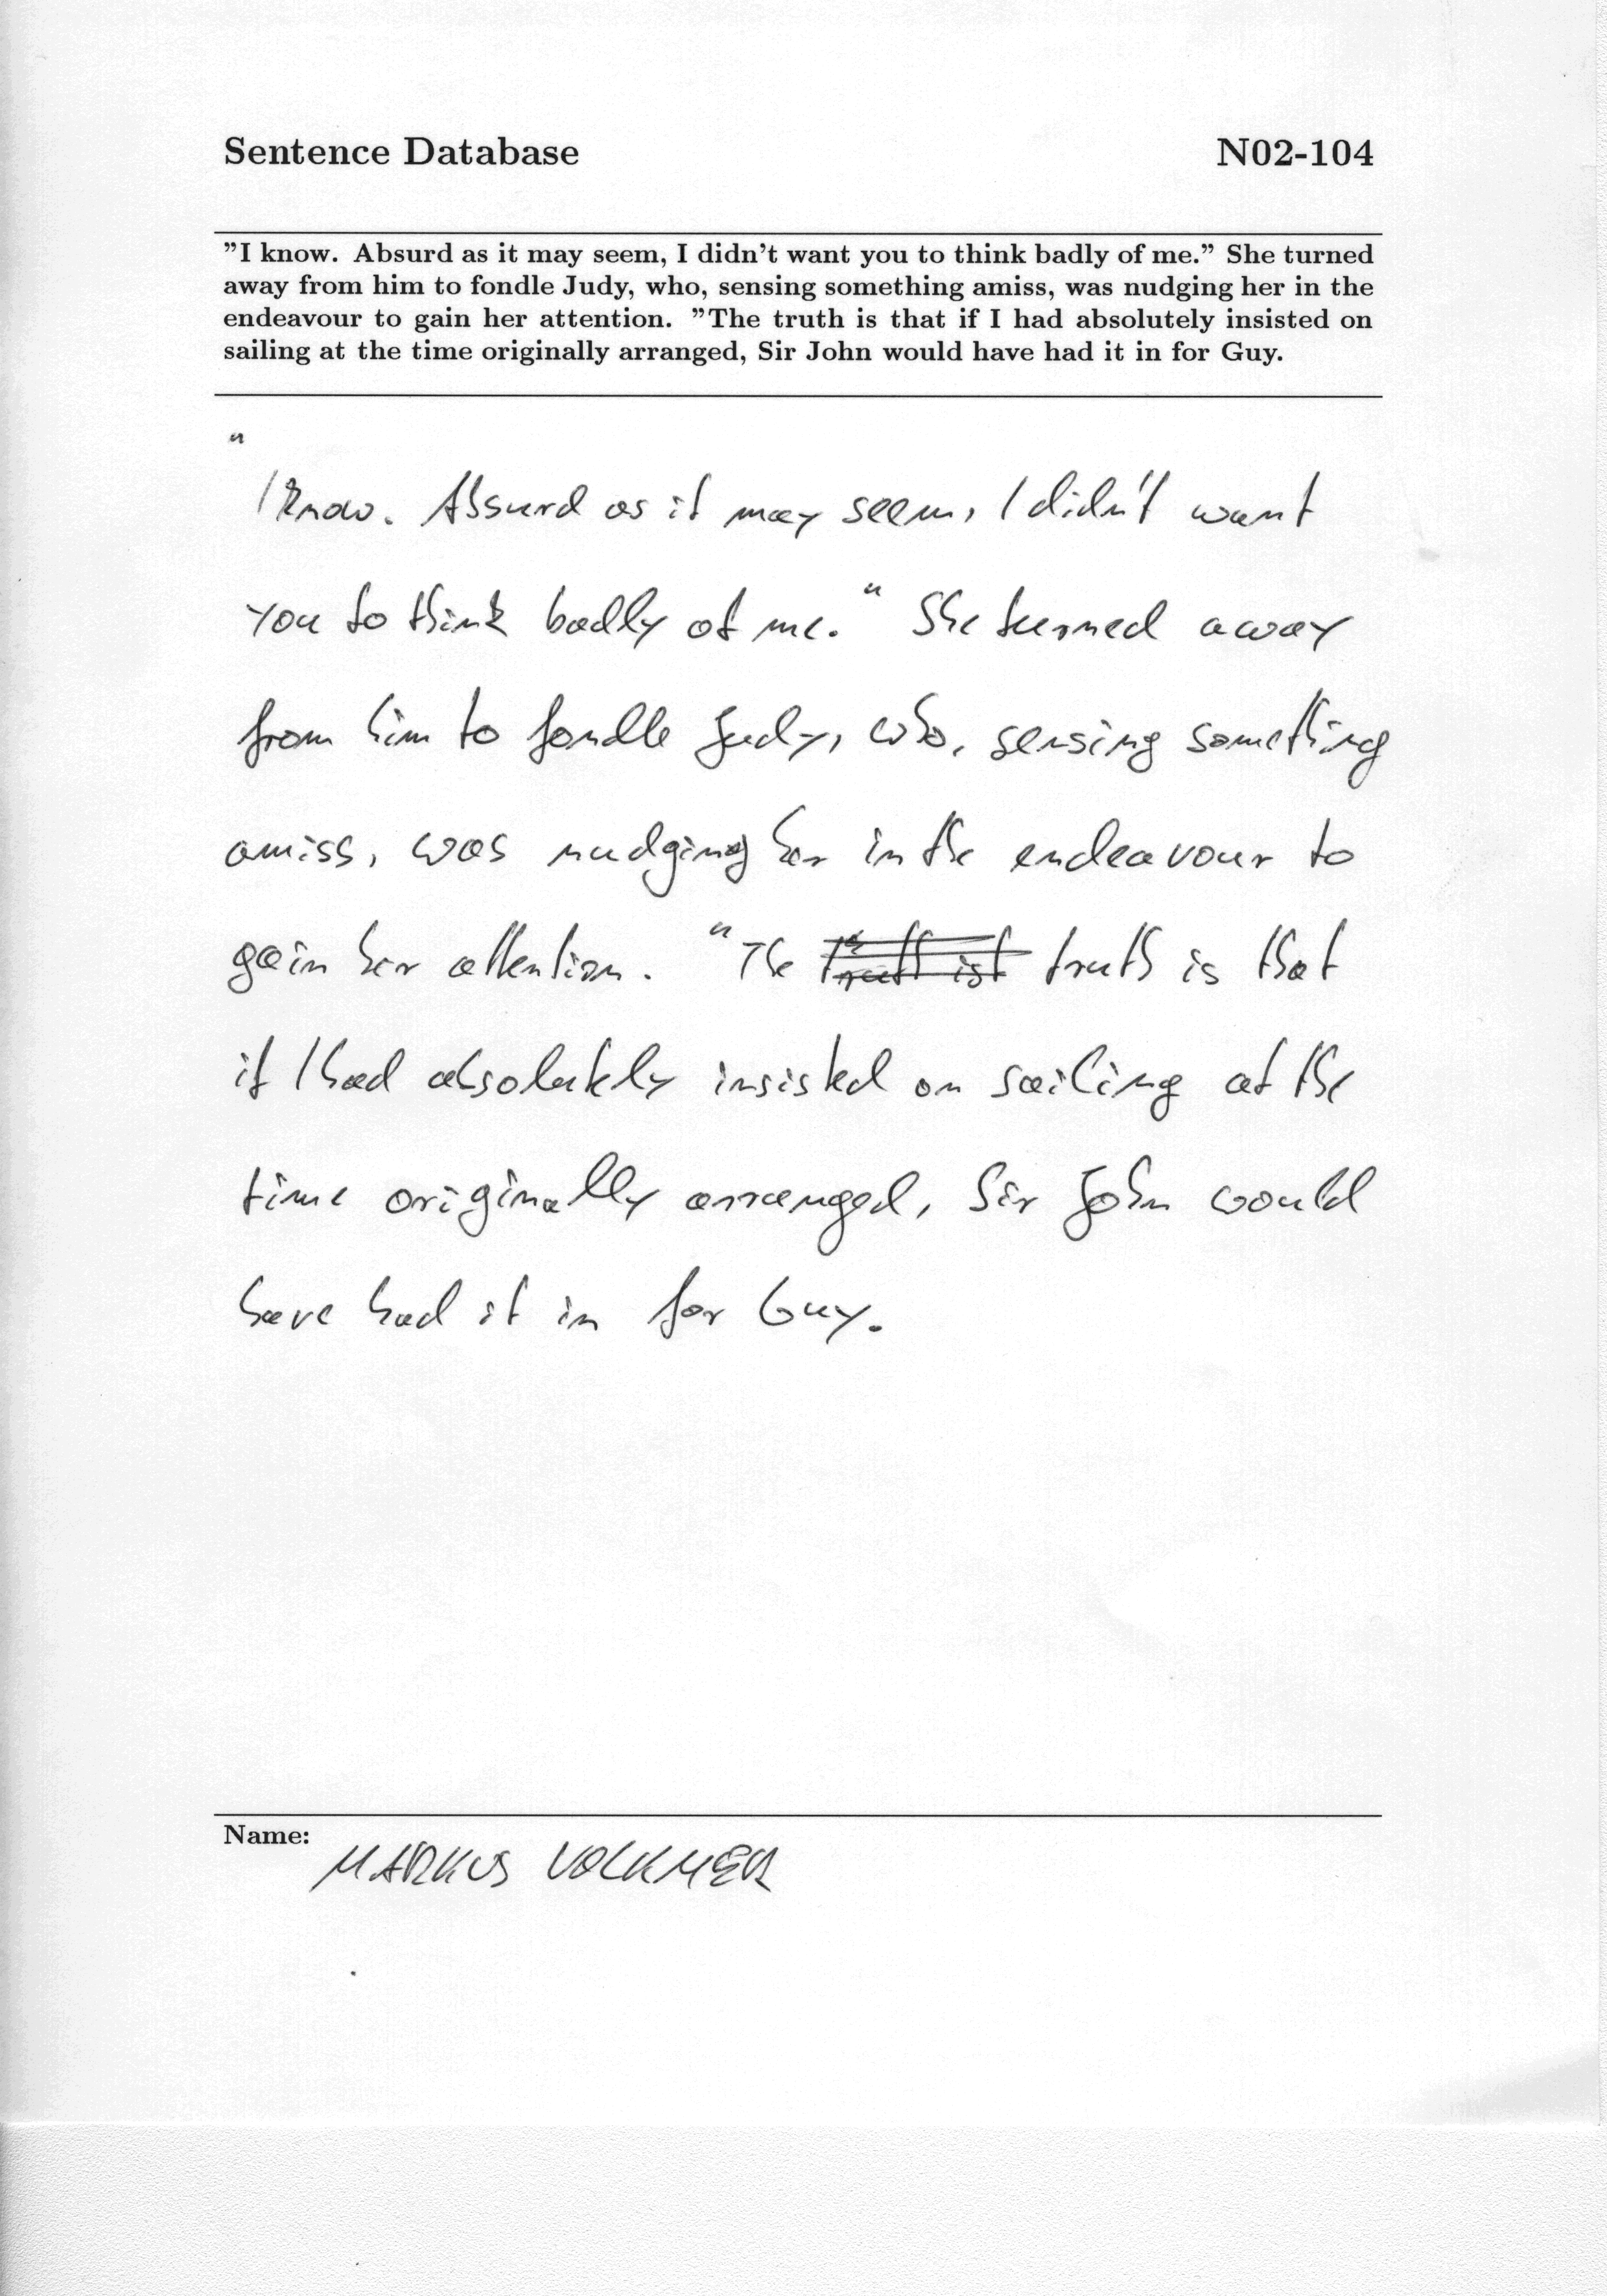 Sentence Database N02-104
"I know. Absurd as it may seem, I didn't want you to think badly of me." She turned
away from him to fondle Judy, who, sensing something amiss, was nudging her in the
endeavour to gain her attention. "The truth is that if I had absolutely insisted on
sailing at the time originally arranged, Sir John would have had it in for Guy.
"
I know. Absurd as it may seem, I didn't want
you to think badly of me." She turned away
from him to fondle Judy, who, sensing something
amiss, was nudging her in the endeavour to
gain her attention. "The truth is that
if I had absolutely insisted on sailing at the
time originally arranged, Sir John would
have had it in for Guy.
Name:
MARKUS VOLKMER